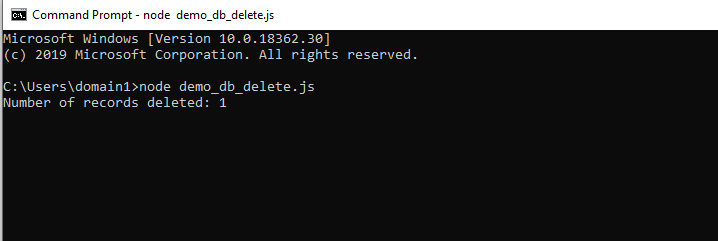 Command Prompt - node  demo_db_delete.js
Microsoft Windows [Version 10.0.18362.30]
(c) 2019 Microsoft Corporation. All rights reserved.
C:\Users\domain1>node demo_db_delete.js
Number of records deleted: 1